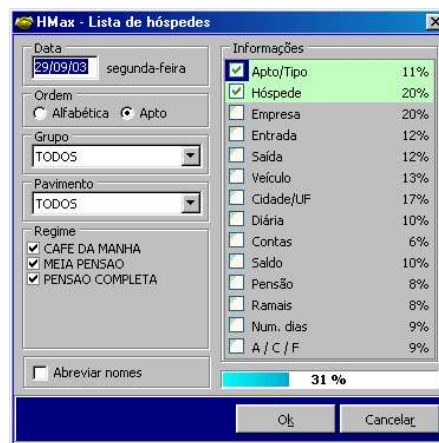 HMax - Lista de hóspedes
Data
29/09/03 segunda-feira
Ordem
Alfabética Apto
Grupo
TODOS
Pavimento
TODOS
Regime
CAFE DA MANHA
MEIA PENSAO
PENSAO COMPLETA
Abreviar nomes
Informações
Apto/Tipo 11%
Hóspede 20%
Empresa 20%
Entrada 12%
Saída 12%
Veículo 13%
Cidade/UF 17%
Diária 10%
Contas 6%
Saldo 10%
Pensão 8%
Ramais 8%
Num. dias 9%
A / C / F 9%
31 %
Ok Cancelar